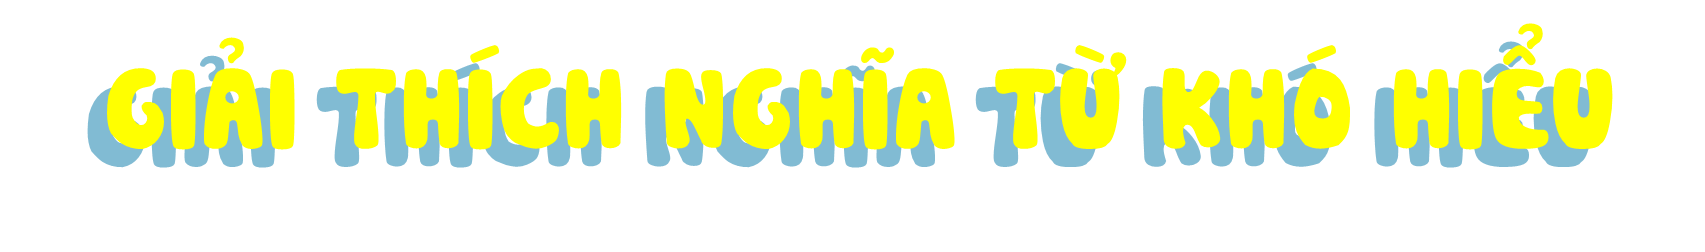 GIẢI THÍCH NGHĨA TỪ KHÓ HIỂU